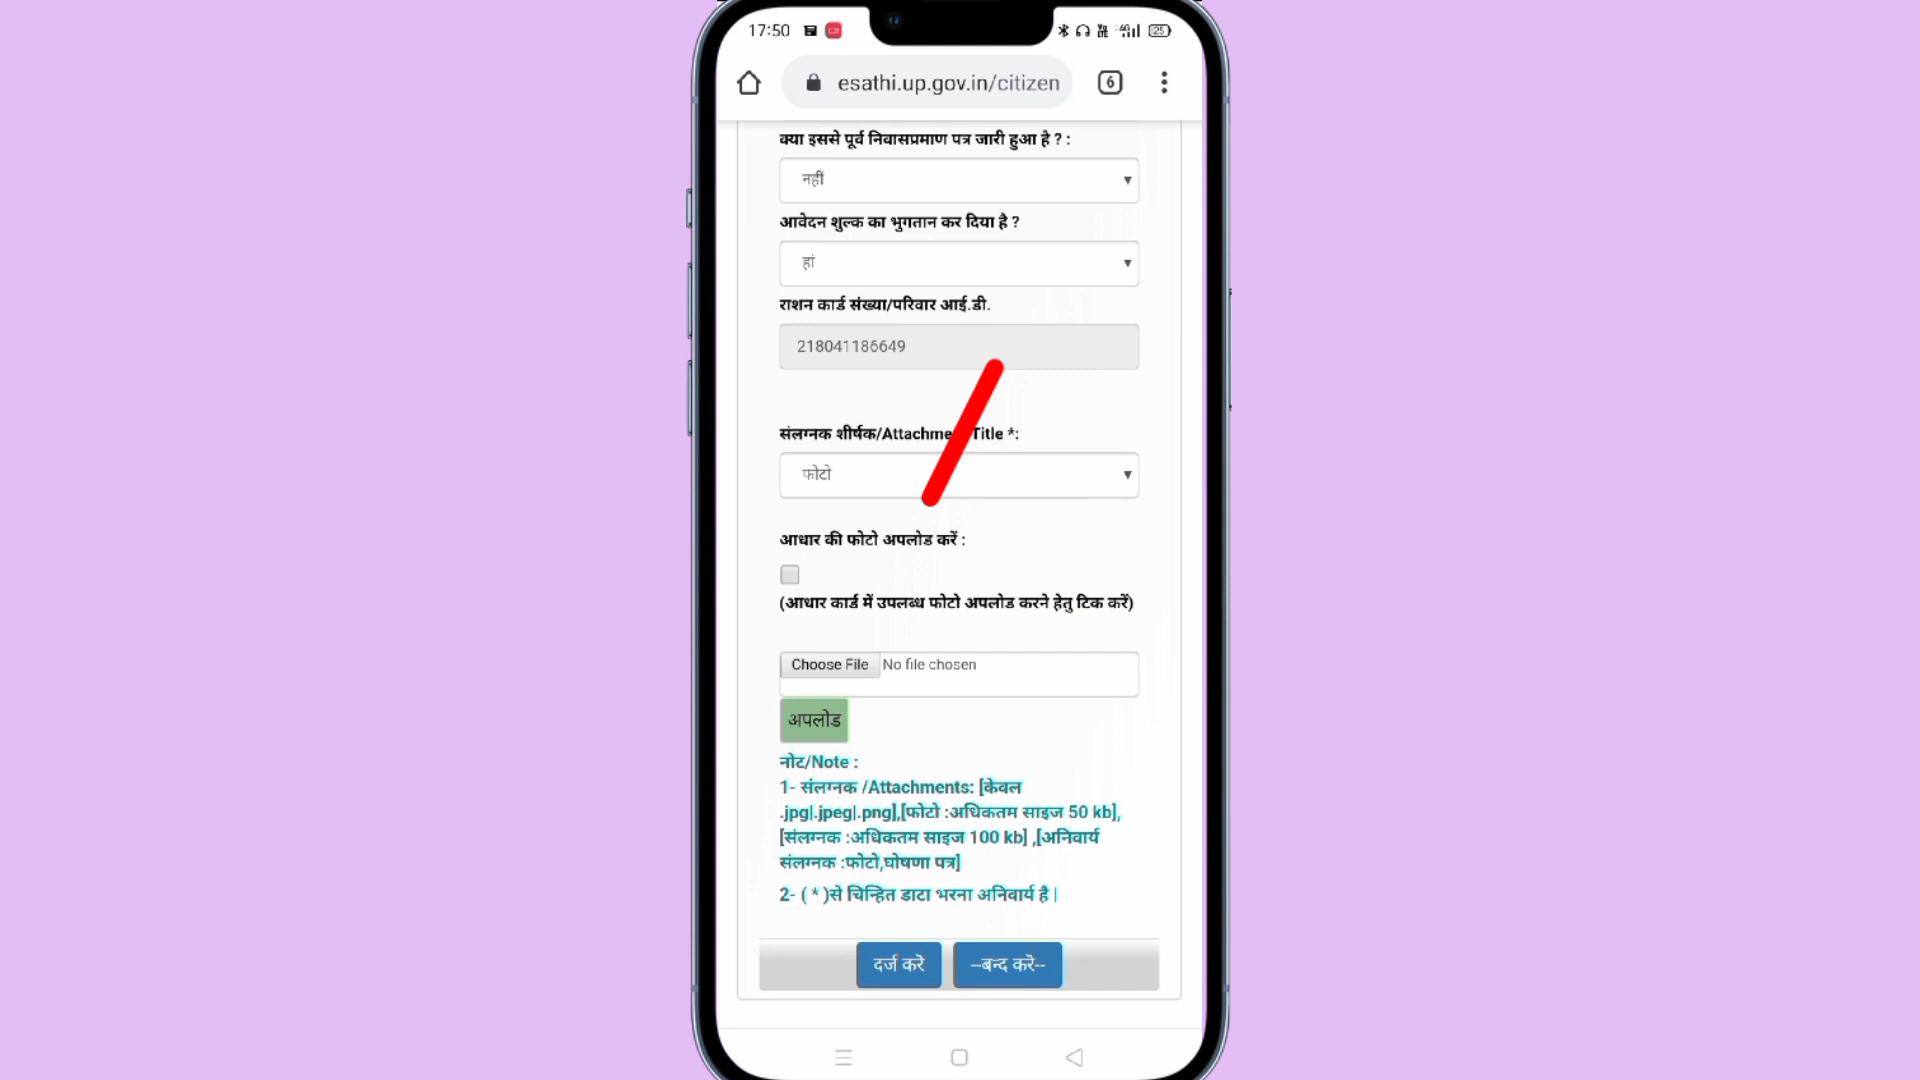 17:50
25
esathi.up.gov.in/citizen
6
क्या इससे पूर्व निवासप्रमाण पत्र जारी हुआ है ? :
नहीं
आवेदन शुल्क का भुगतान कर दिया है ?
हां
राशन कार्ड संख्या/परिवार आई.डी.
218041186649
संलग्नक शीर्षक/Attachme Title *:
फोटो
आधार की फोटो अपलोड करें :
(आधार कार्ड में उपलब्ध फोटो अपलोड करने हेतु टिक करें)
Choose File No file chosen
अपलोड
नोट/Note :
1- संलग्नक /Attachments: [केवल
.jpg|.jpeg|.png],[फोटो :अधिकतम साइज 50 kb],
[संलग्नक :अधिकतम साइज 100 kb] ,[अनिवार्य
संलग्नक :फोटो,घोषणा पत्र]
2- ( * )से चिन्हित डाटा भरना अनिवार्य है |
दर्ज करे --बन्द करे--